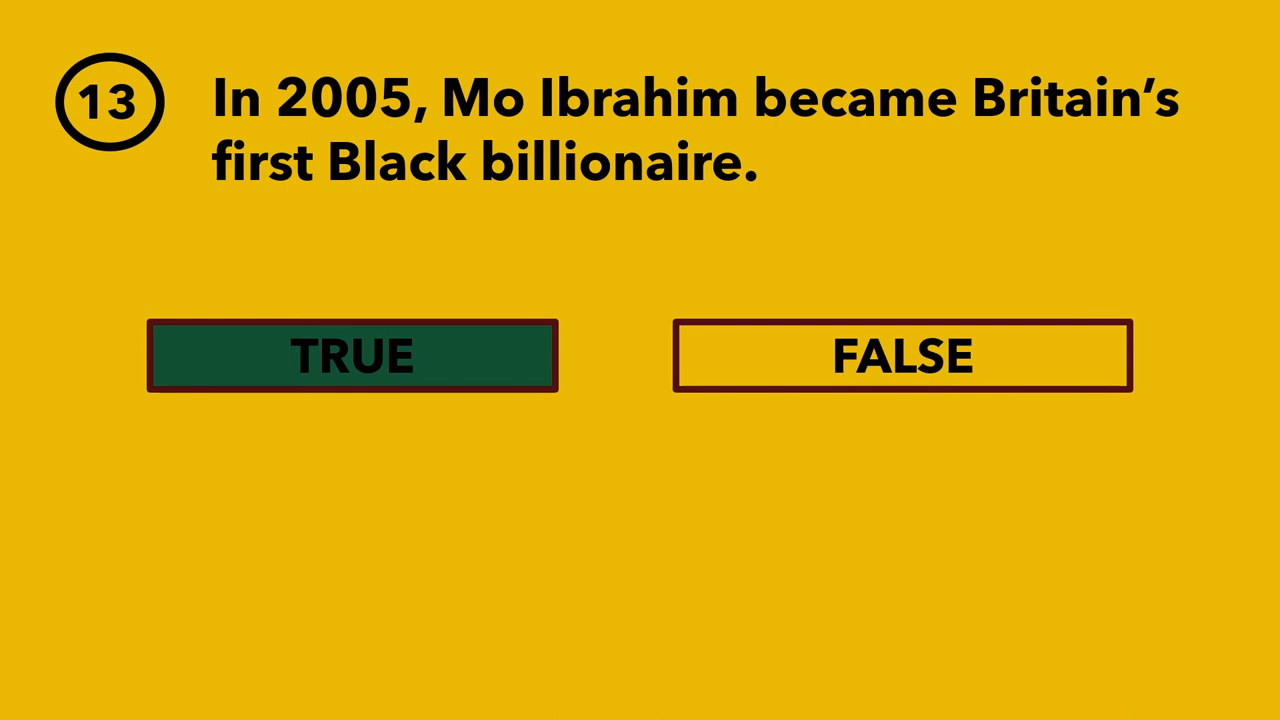 13
In 2005, Mo Ibrahim became Britain’s
first Black billionaire.
TRUE
FALSE